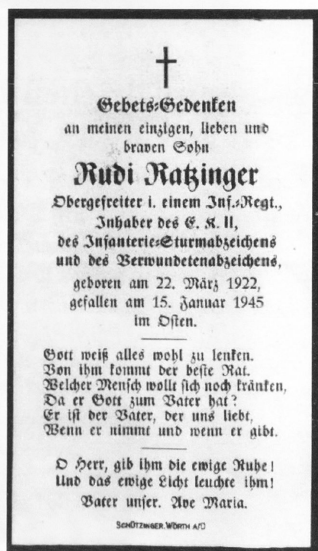 Gebets-Gedenken
an meinen einzigen, lieben und
braven Sohn
Rudi Ratzinger
Obergefreiter i. einem Inf.-Regt.,
Inhaber des E. K. II,
des Infanterie-Sturmabzeichens
und des Verwundetenabzeichens,
geboren am 22. März 1922,
gefallen am 15. Januar 1945
im Osten.
Gott weiß alles wohl zu lenken.
Von ihm kommt der beste Rat.
Welcher Mensch wollt sich noch kränken,
Da er Gott zum Vater hat?
Er ist der Vater, der uns liebt,
Wenn er nimmt und wenn er gibt.
O Herr, gib ihm die ewige Ruhe!
Und das ewige Licht leuchte ihm!
Vater unser. Ave Maria.
SCHÜTZINGER, WÖRTH A/D